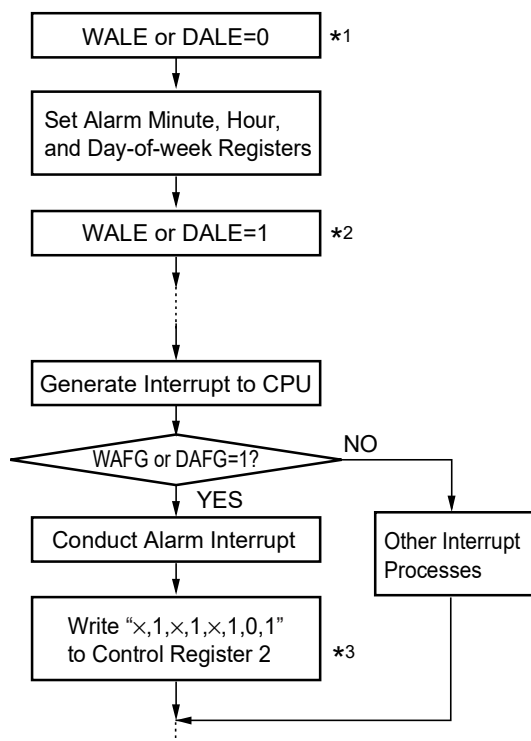 WALE or DALE=0 *1
Set Alarm Minute, Hour,
and Day-of-week Registers
WALE or DALE=1 *2
Generate Interrupt to CPU
WAFG or DAFG=1?
NO
YES
Conduct Alarm Interrupt
Other Interrupt
Processes
Write “×,1,×,1,×,1,0,1”
to Control Register 2 *3